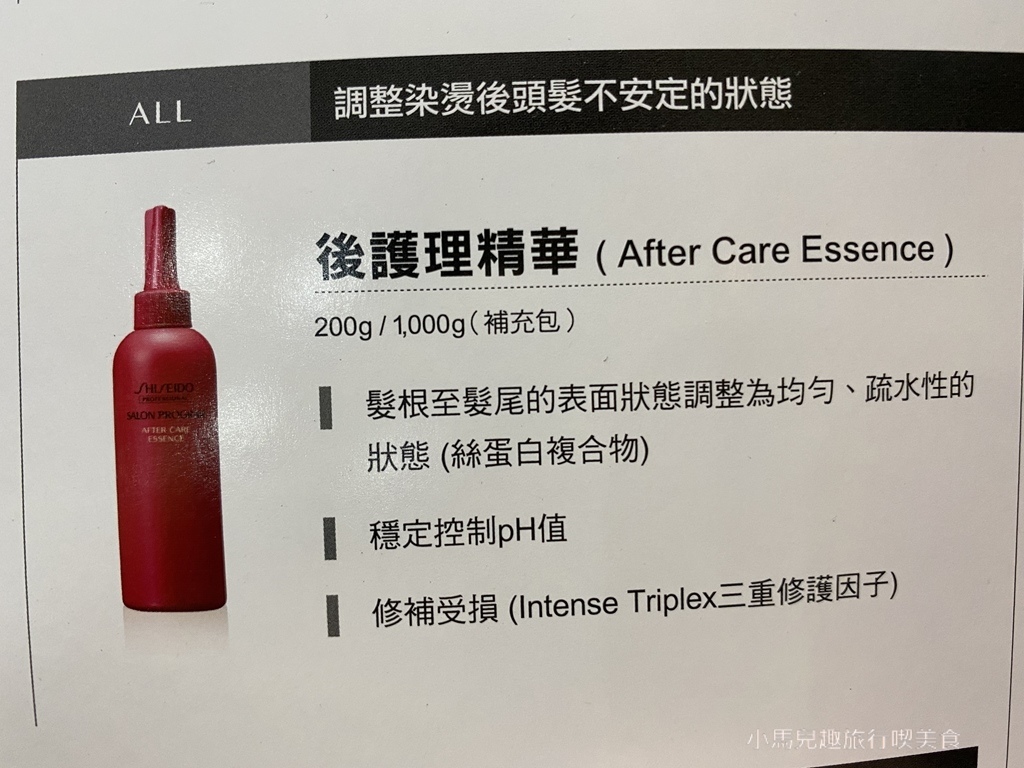 ALL
調整染燙後頭髮不安定的狀態
後護理精華 ( After Care Essence )
200g / 1,000g(補充包)
髮根至髮尾的表面狀態調整為均勻、疏水性的
狀態 (絲蛋白複合物)
穩定控制pH值
修補受損 (Intense Triplex三重修護因子)
SHISEIDO
PROFESSIONAL
AFTER CARE
ESSENCE
小馬兒趣旅行喫美食